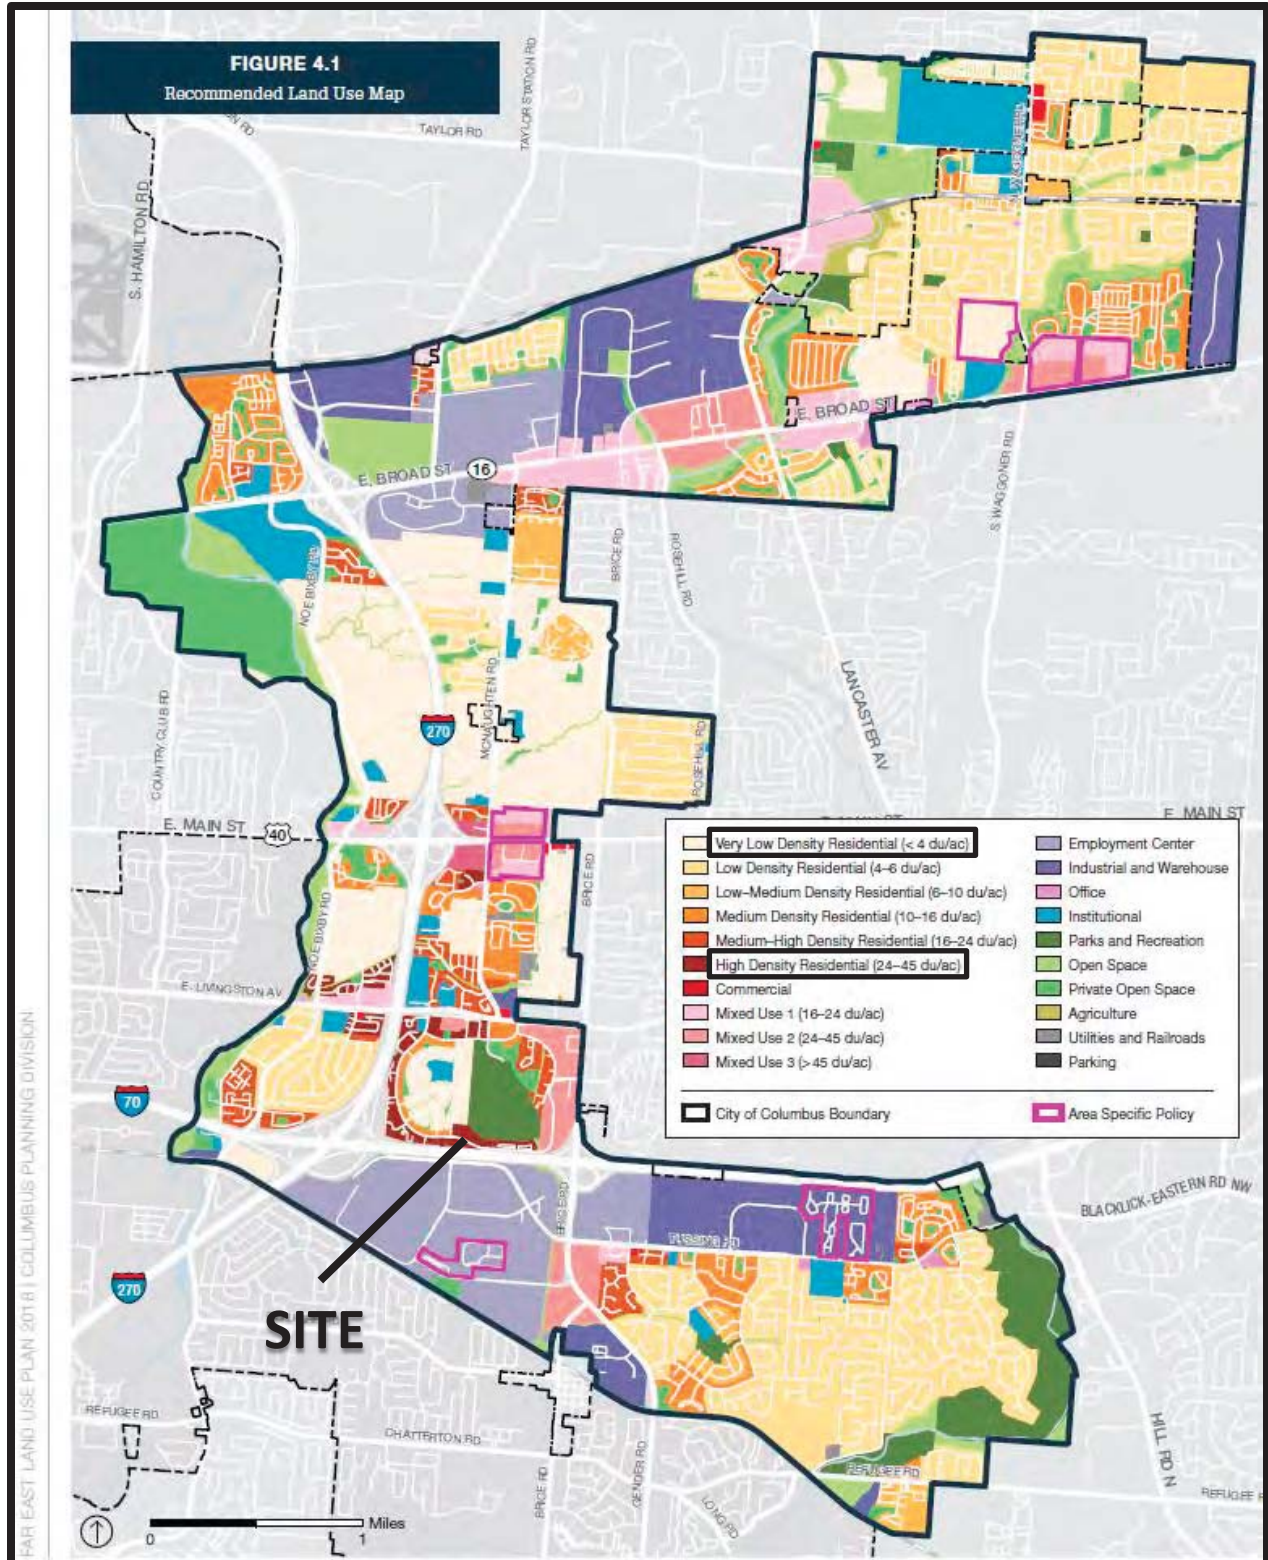 FIGURE 4.1
Recommended Land Use Map
TAYLOR RD
TAYLOR STATION RD
S. HAMILTON RD
E. BROAD ST
E. BROAD ST
16
S. WAGGONER RD
BRICE RD
ROSEHILL RD
NOE BIXBY RD
MCNAUGHTEN RD
LANCASTER AV
COUNTRY CLUB RD
270
ROSEHILL RD
E. MAIN ST
40
E. MAIN ST
BRICE RD
NOE BIXBY RD
E. LIVINGSTON AV
70
Very Low Density Residential (< 4 du/ac)
Low Density Residential (4–6 du/ac)
Low–Medium Density Residential (6–10 du/ac)
Medium Density Residential (10–16 du/ac)
Medium–High Density Residential (16–24 du/ac)
High Density Residential (24–45 du/ac)
Commercial
Mixed Use 1 (16–24 du/ac)
Mixed Use 2 (24–45 du/ac)
Mixed Use 3 (>45 du/ac)
Employment Center
Industrial and Warehouse
Office
Institutional
Parks and Recreation
Open Space
Private Open Space
Agriculture
Utilities and Railroads
Parking
City of Columbus Boundary
Area Specific Policy
BLACKLICK-EASTERN RD NW
BRICE RD
270
SITE
REFUGEE RD
CHATTERTON RD
BRICE RD
GENDER RD
LONG RD
REFUGEE RD
HILL RD N
REFUGEE R
0
1
Miles
FAR EAST LAND USE PLAN 2018 | COLUMBUS PLANNING DIVISION